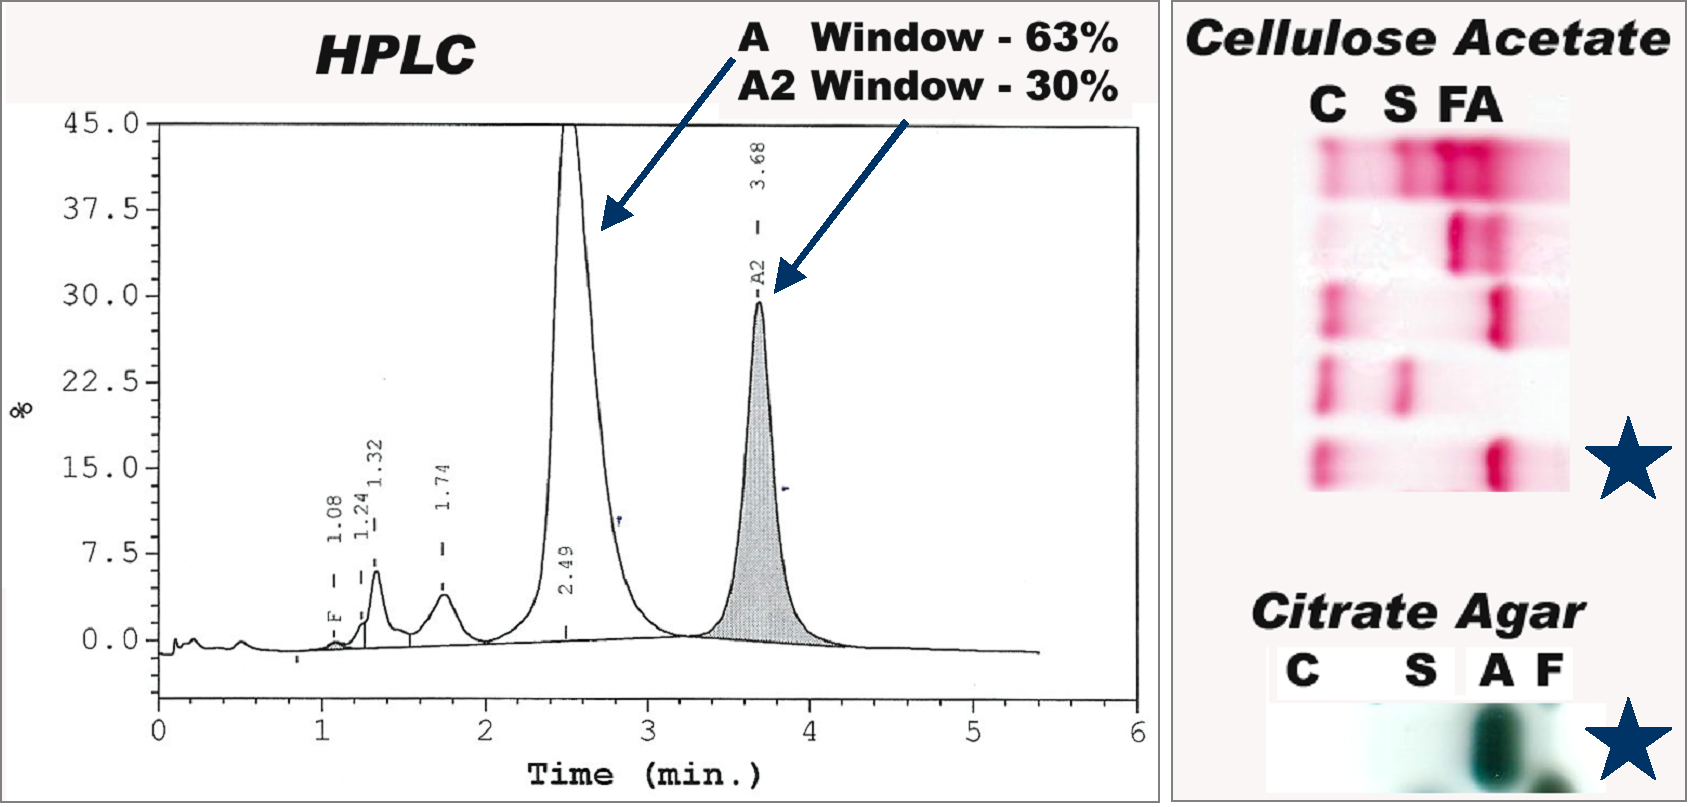 HPLC
A Window - 63%
A2 Window - 30%
45.0
37.5
30.0
22.5
15.0
7.5
0.0
%
F - 1.08
- 1.24
- 1.32
- 1.74
2.49
- A2 - 3.68
0 1 2 3 4 5 6
Time (min.)
Cellulose Acetate
C S FA
Citrate Agar
C S A F